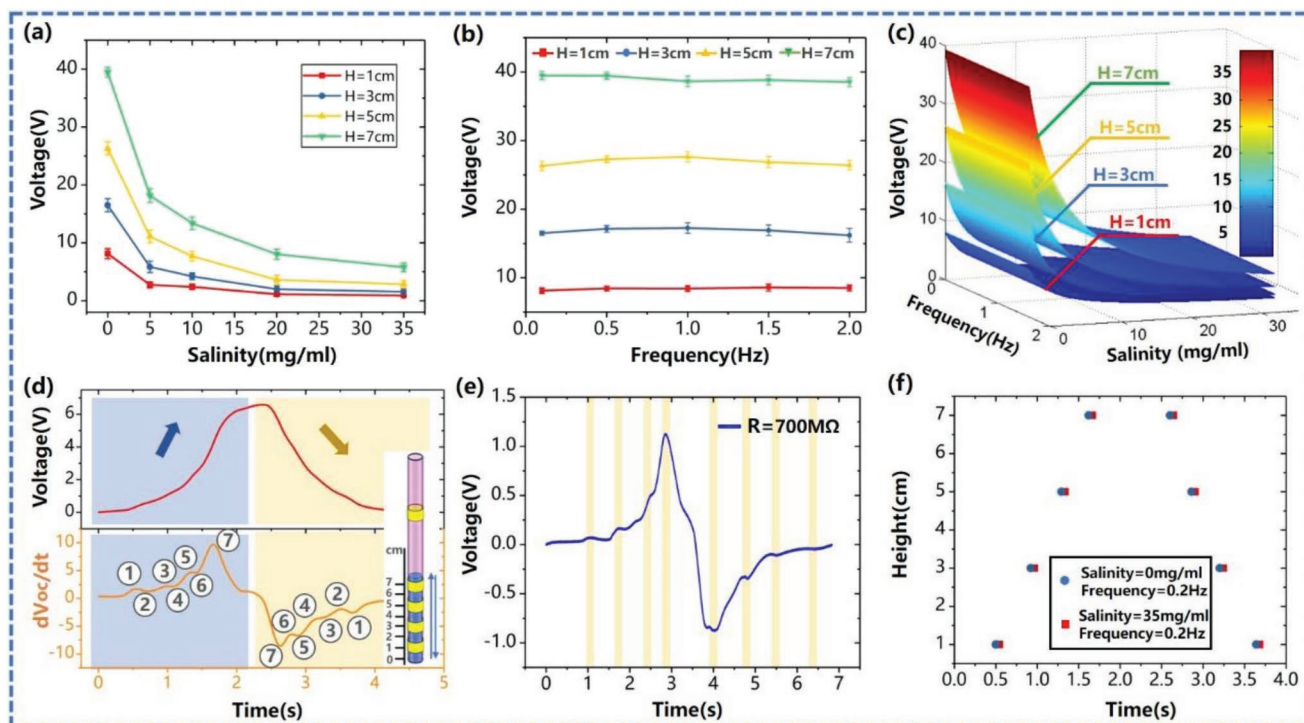 (a)
H=1cm
H=3cm
H=5cm
H=7cm
Voltage(V)
40
30
20
10
0
0 5 10 15 20 25 30 35
Salinity(mg/ml)
(b)
H=1cm H=3cm H=5cm H=7cm
Voltage(V)
40
30
20
10
0.0 0.5 1.0 1.5 2.0
Frequency(Hz)
(c)
Voltage(V)
40
30
20
10
0
H=7cm
H=5cm
H=3cm
H=1cm
35
30
25
20
15
10
5
0
1
2
Frequency(Hz)
0 10 20 30
Salinity (mg/ml)
(d)
Voltage(V)
6
4
2
0
dVoc/dt
10
5
0
-5
-10
① ② ③ ④ ⑤ ⑥ ⑦
⑦ ⑥ ⑤ ④ ③ ② ①
cm
7
6
5
4
3
2
1
0
0 1 2 3 4 5
Time(s)
(e)
R=700MΩ
Voltage(V)
1.5
1.0
0.5
0.0
-0.5
-1.0
0 1 2 3 4 5 6 7
Time(s)
(f)
Height(cm)
7
5
3
1
Salinity=0mg/ml
Frequency=0.2Hz
Salinity=35mg/ml
Frequency=0.2Hz
0.0 0.5 1.0 1.5 2.0 2.5 3.0 3.5 4.0
Time(s)